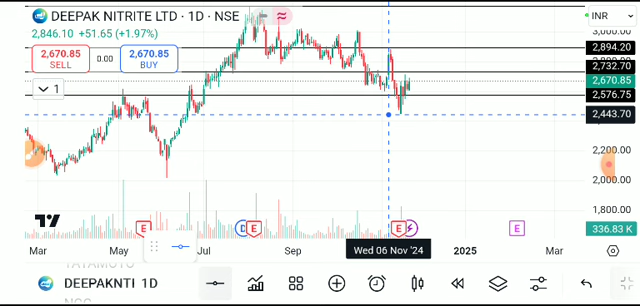 DEEPAK NITRITE LTD · 1D · NSE
INR
2,846.10 +51.65 (+1.97%)
2,670.85 SELL
0.00
2,670.85 BUY
1
3,000.00
2,894.20
2,732.70
2,670.85
2,576.75
2,443.70
2,200.00
2,000.00
1,800.00
336.83 K
E
D
E
E
E
Mar May Jul Sep Wed 06 Nov '24 2025 Mar
DEEPAKNTI 1D